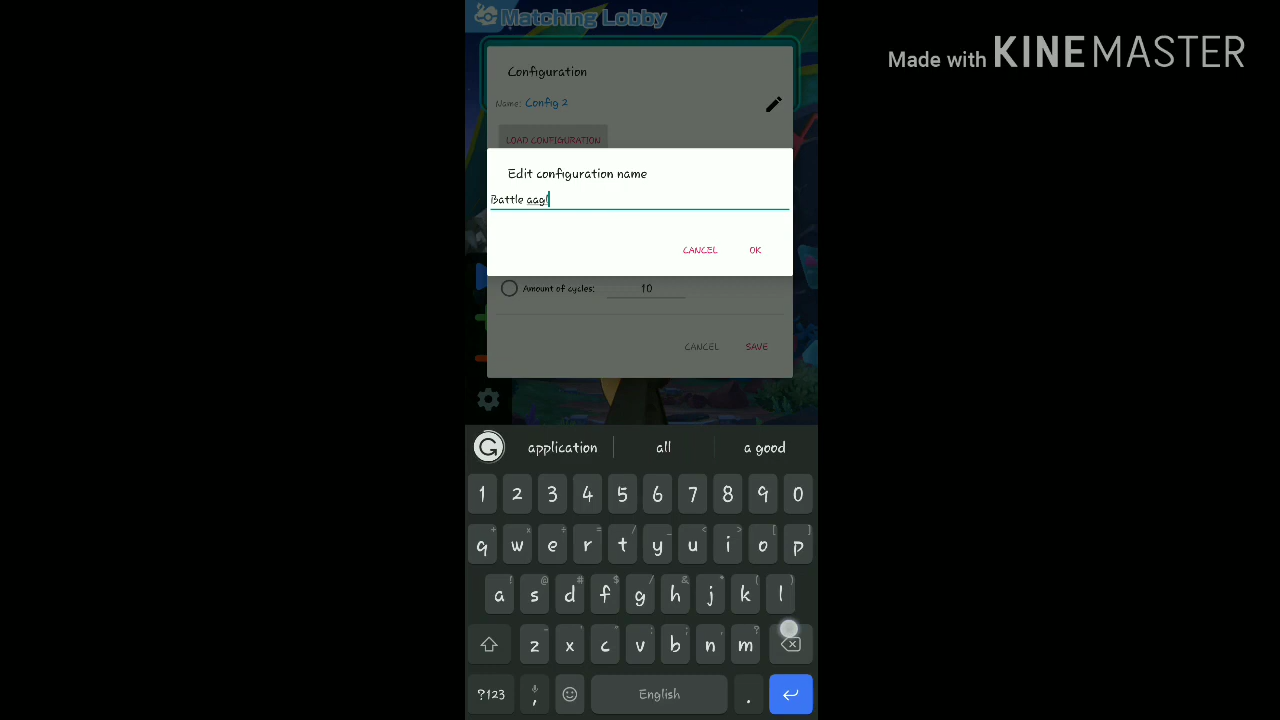 Matching Lobby
Made with KINEMASTER
Configuration
Name: Config 2
LOAD CONFIGURATION
Edit configuration name
Battle aagl
CANCEL OK
Amount of cycles: 10
CANCEL SAVE
G application all a good
1 2 3 4 5 6 7 8 9 0
q w e r t y u i o p
a s d f g h j k l
z x c v b n m
?123 , English .